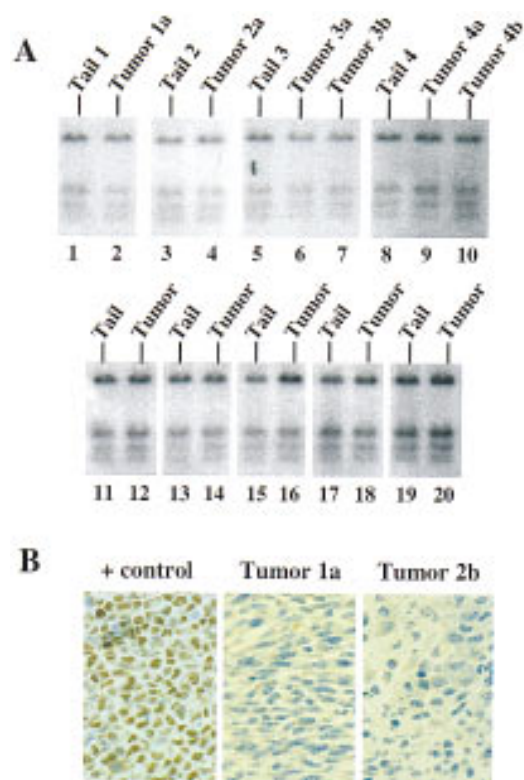 A
Tail 1 Tumor 1a Tail 2 Tumor 2a Tail 3 Tumor 3a Tumor 3b Tail 4 Tumor 4a Tumor 4b
1 2 3 4 5 6 7 8 9 10
Tail Tumor Tail Tumor Tail Tumor Tail Tumor Tail Tumor
11 12 13 14 15 16 17 18 19 20
B
+ control Tumor 1a Tumor 2b